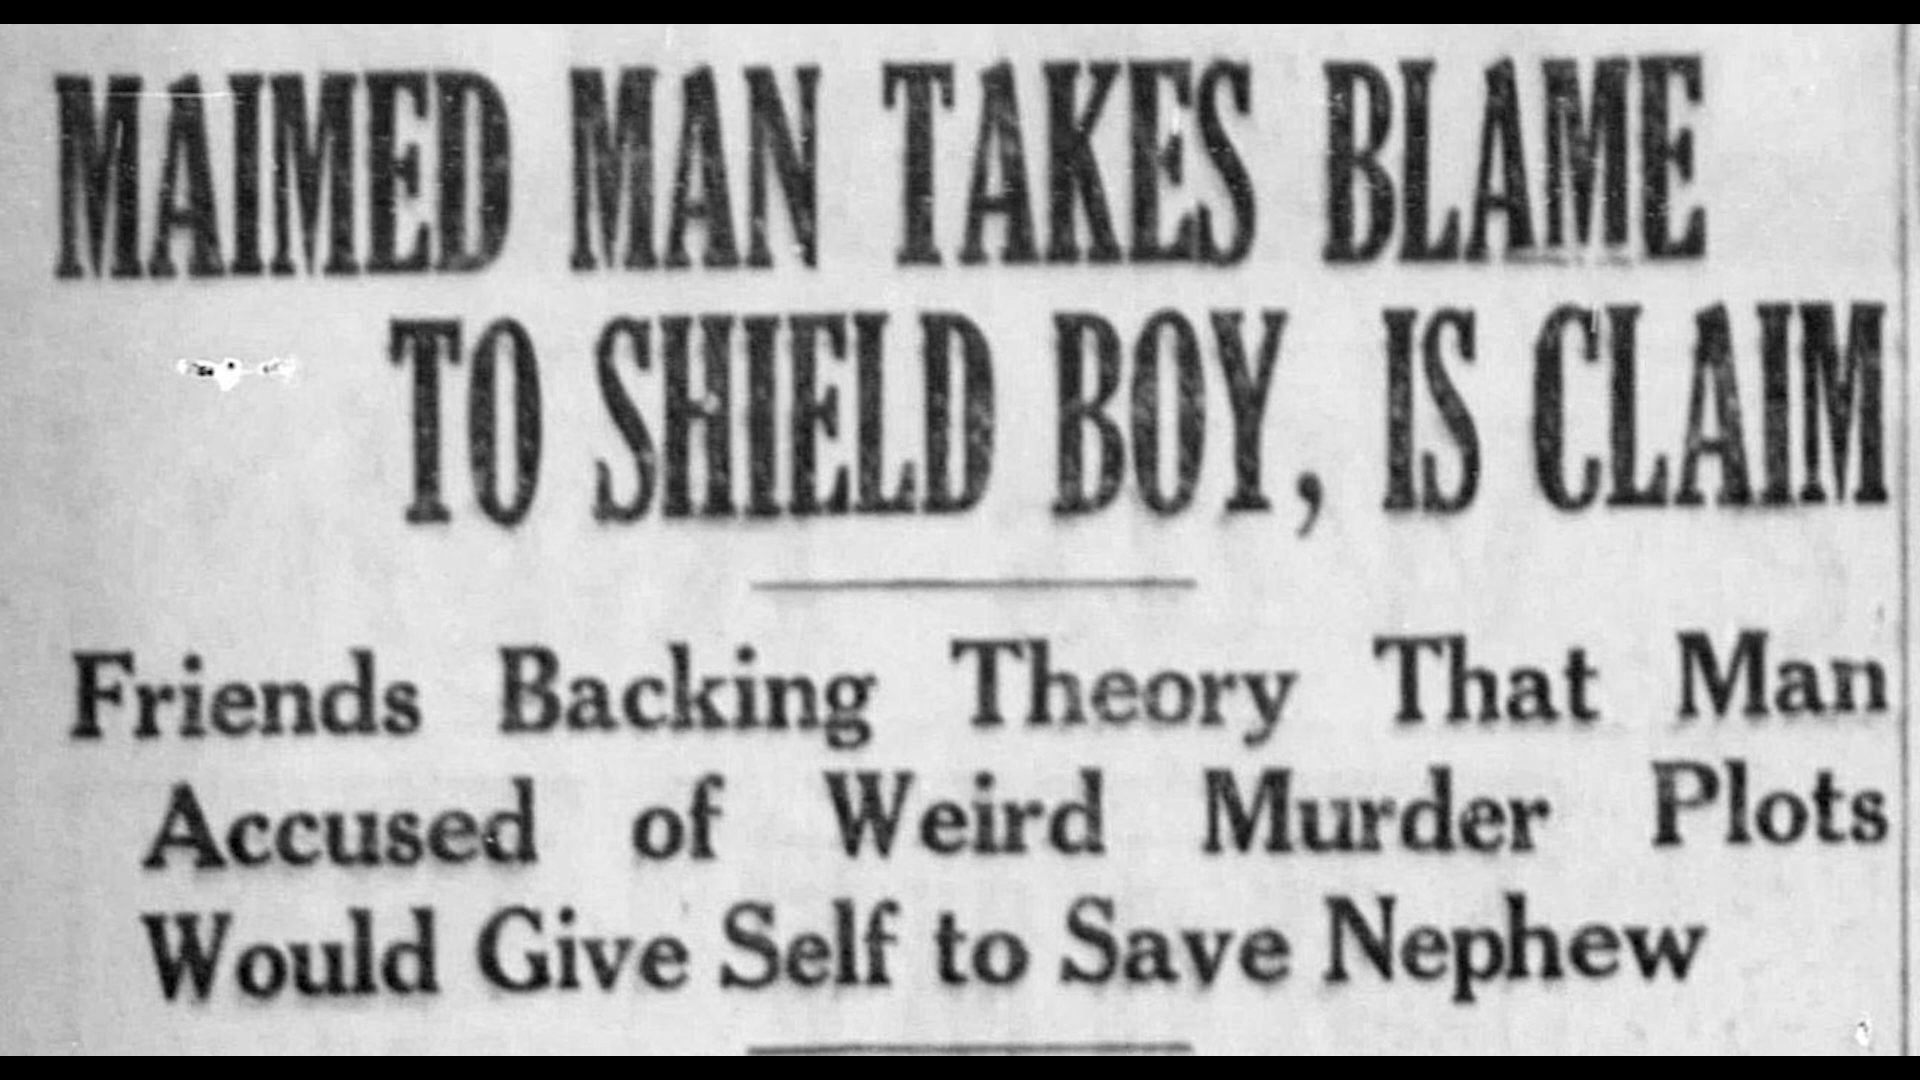 MAIMED MAN TAKES BLAME
TO SHIELD BOY, IS CLAIM
Friends Backing Theory That Man
Accused of Weird Murder Plots
Would Give Self to Save Nephew